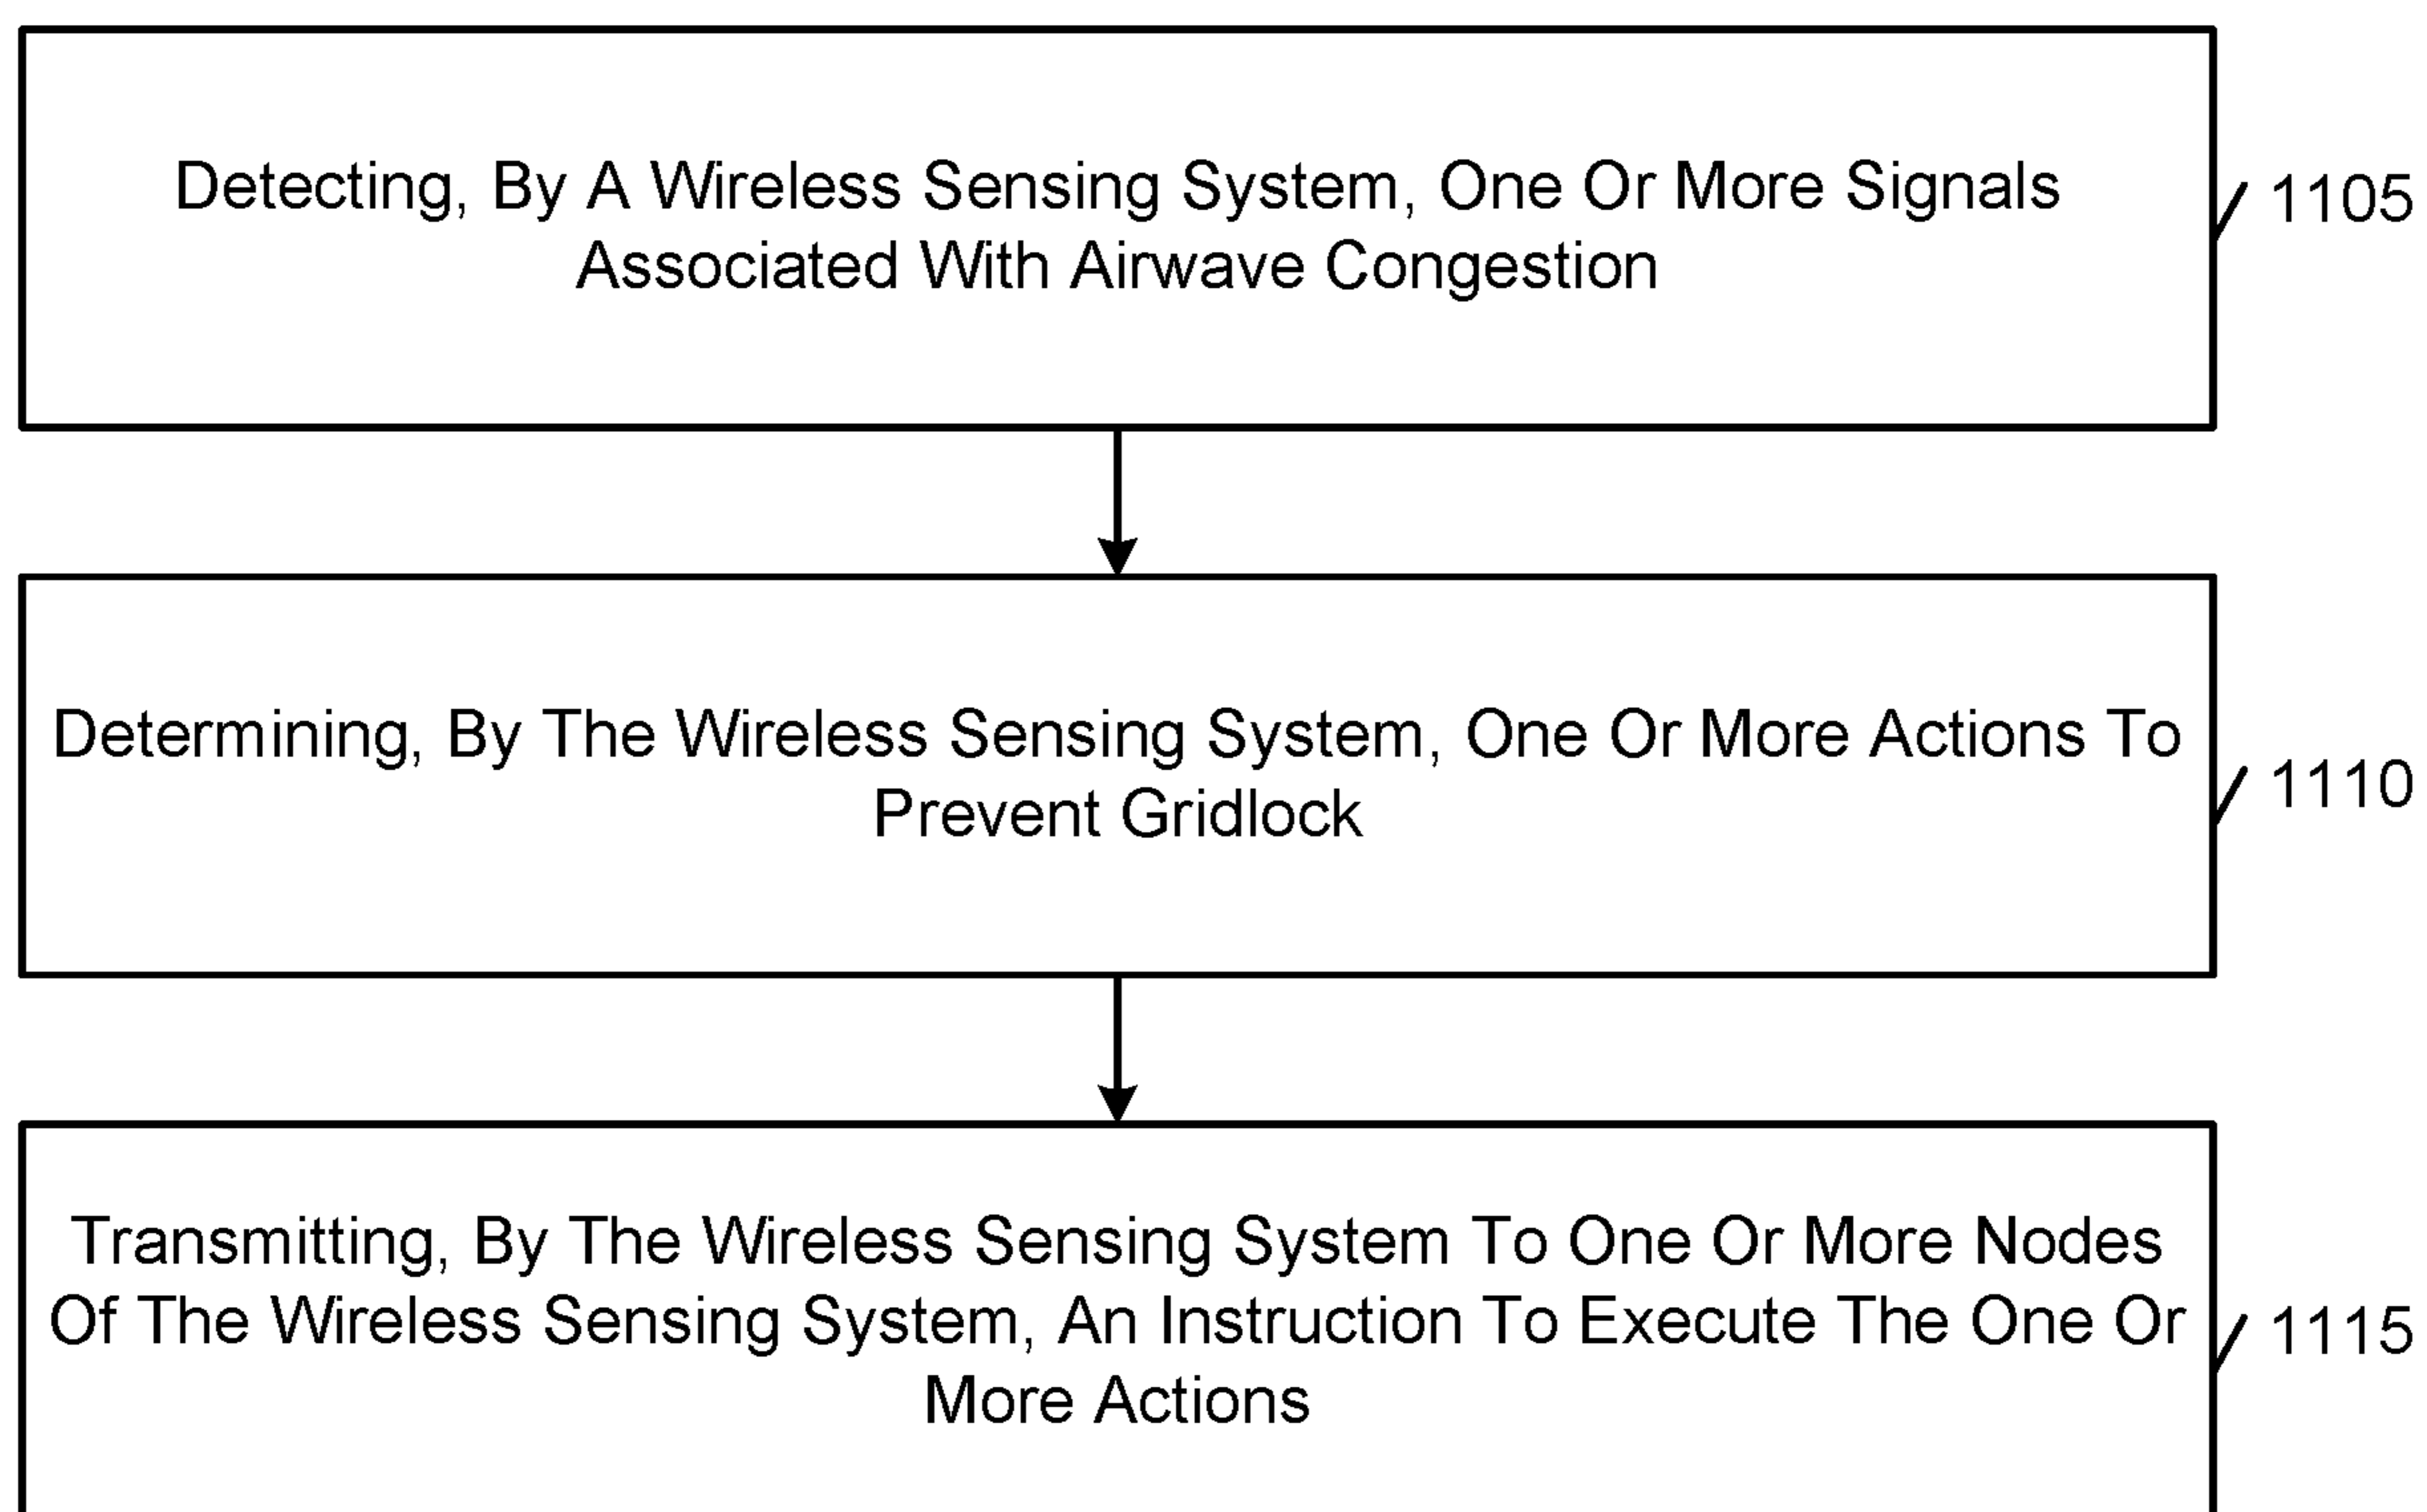 Detecting, By A Wireless Sensing System, One Or More Signals
Associated With Airwave Congestion
1105
Determining, By The Wireless Sensing System, One Or More Actions To
Prevent Gridlock
1110
Transmitting, By The Wireless Sensing System To One Or More Nodes
Of The Wireless Sensing System, An Instruction To Execute The One Or
More Actions
1115